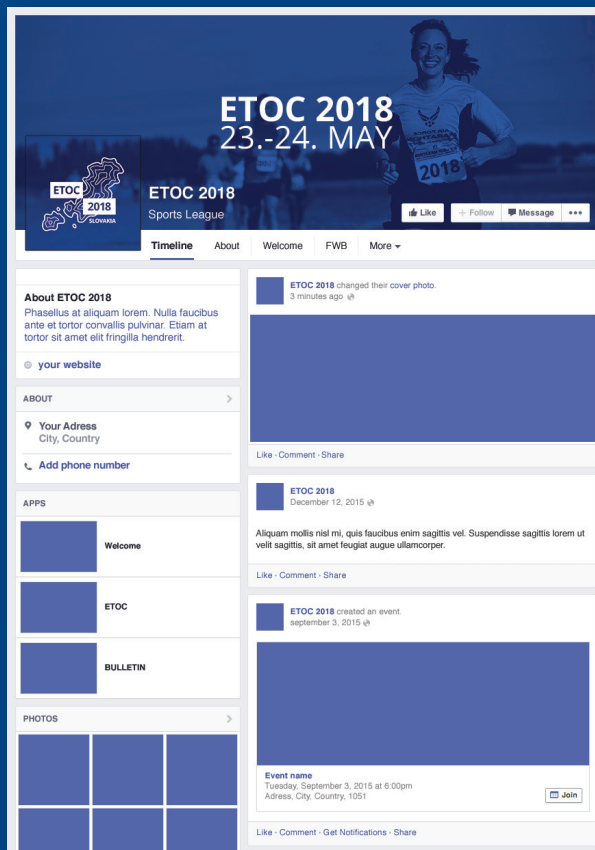 ETOC 2018
23.-24. MAY
2018
ETOC
2018
SLOVAKIA
ETOC 2018
Sports League
Like
Follow
Message
Timeline
About
Welcome
FWB
More
About ETOC 2018
Phasellus at aliquam lorem. Nulla faucibus
ante et tortor convallis pulvinar. Etiam at
tortor sit amet elit fringilla hendrerit.
your website
ABOUT
Your Adress
City, Country
Add phone number
APPS
Welcome
ETOC
BULLETIN
PHOTOS
ETOC 2018 changed their cover photo.
3 minutes ago
Like · Comment · Share
ETOC 2018
December 12, 2015
Aliquam mollis nisl mi, quis faucibus enim sagittis vel. Suspendisse sagittis lorem ut
velit sagittis, sit amet feugiat augue ullamcorper.
Like · Comment · Share
ETOC 2018 created an event.
september 3, 2015
Event name
Tuesday, September 3, 2015 at 6:00pm
Adress, City, Country, 1051
Join
Like · Comment · Get Notifications · Share